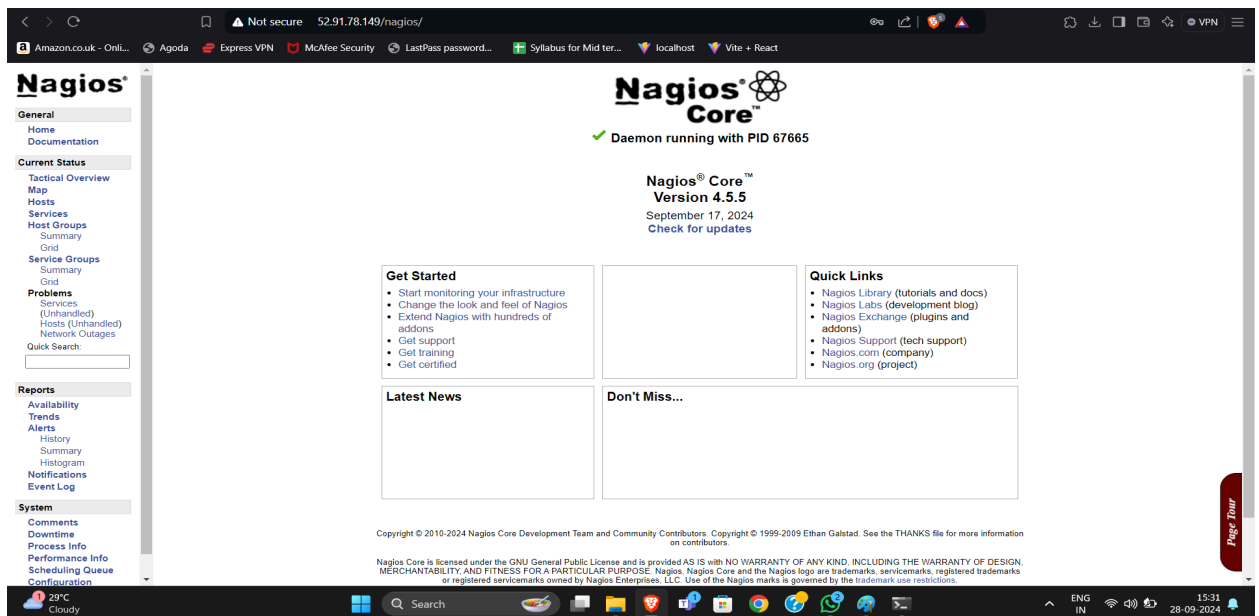 Not secure 52.91.78.149/nagios/
VPN
Amazon.co.uk - Onli...
Agoda
Express VPN
McAfee Security
LastPass password...
Syllabus for Mid ter...
localhost
Vite + React
Nagios®
General
Home
Documentation
Current Status
Tactical Overview
Map
Hosts
Services
Host Groups
Summary
Grid
Service Groups
Summary
Grid
Problems
Services
(Unhandled)
Hosts (Unhandled)
Network Outages
Quick Search:
Reports
Availability
Trends
Alerts
History
Summary
Histogram
Notifications
Event Log
System
Comments
Downtime
Process Info
Performance Info
Scheduling Queue
Configuration
Nagios®
Core™
Daemon running with PID 67665
Nagios® Core™
Version 4.5.5
September 17, 2024
Check for updates
Get Started
• Start monitoring your infrastructure
• Change the look and feel of Nagios
• Extend Nagios with hundreds of
addons
• Get support
• Get training
• Get certified
Quick Links
• Nagios Library (tutorials and docs)
• Nagios Labs (development blog)
• Nagios Exchange (plugins and
addons)
• Nagios Support (tech support)
• Nagios.com (company)
• Nagios.org (project)
Latest News
Don't Miss...
Copyright © 2010-2024 Nagios Core Development Team and Community Contributors. Copyright © 1999-2009 Ethan Galstad. See the THANKS file for more information
on contributors.
Nagios Core is licensed under the GNU General Public License and is provided AS IS with NO WARRANTY OF ANY KIND, INCLUDING THE WARRANTY OF DESIGN,
MERCHANTABILITY, AND FITNESS FOR A PARTICULAR PURPOSE. Nagios, Nagios Core and the Nagios logo are trademarks, servicemarks, registered trademarks
or registered servicemarks owned by Nagios Enterprises, LLC. Use of the Nagios marks is governed by the trademark use restrictions.
Page Tour
1
29°C
Cloudy
Search
1
2
ENG
IN
15:31
28-09-2024